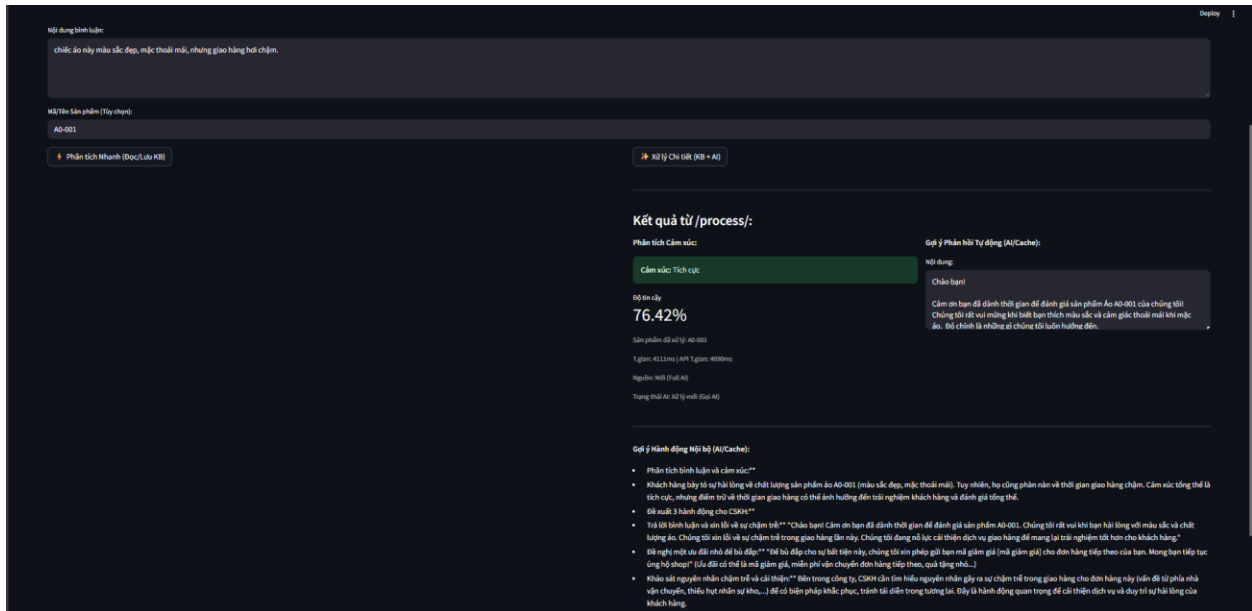 Deploy
Nội dung bình luận:
chiếc áo này màu sắc đẹp, mặc thoải mái, nhưng giao hàng hơi chậm.
Mã/Tên Sản phẩm (Tùy chọn):
A0-001
Phân tích Nhanh (Đọc/Lưu KB)
Xử lý Chi tiết (KB + AI)
Kết quả từ /process/:
Phân tích Cảm xúc:
Cảm xúc: Tích cực
Độ tin cậy
76.42%
Sản phẩm đã xử lý: A0-001
T.gian: 4111ms | API T.gian: 4090ms
Nguồn: Mới (Full AI)
Trạng thái AI: Xử lý mới (Gọi AI)
Gợi ý Phản hồi Tự động (AI/Cache):
Nội dung:
Chào bạn!
Cảm ơn bạn đã dành thời gian để đánh giá sản phẩm Áo A0-001 của chúng tôi!
Chúng tôi rất vui mừng khi biết bạn thích màu sắc và cảm giác thoải mái khi mặc
áo. Đó chính là những gì chúng tôi luôn hướng đến.
Gợi ý Hành động Nội bộ (AI/Cache):
• Phân tích bình luận và cảm xúc:**
• Khách hàng bày tỏ sự hài lòng về chất lượng sản phẩm áo A0-001 (màu sắc đẹp, mặc thoải mái). Tuy nhiên, họ cũng phàn nàn về thời gian giao hàng chậm. Cảm xúc tổng thể là
tích cực, nhưng điểm trừ về thời gian giao hàng có thể ảnh hưởng đến trải nghiệm khách hàng và đánh giá tổng thể.
• Đề xuất 3 hành động cho CSKH:**
• Trả lời bình luận và xin lỗi về sự chậm trễ:** "Chào bạn! Cảm ơn bạn đã dành thời gian để đánh giá sản phẩm A0-001. Chúng tôi rất vui khi bạn hài lòng với màu sắc và chất
lượng áo. Chúng tôi xin lỗi về sự chậm trễ trong giao hàng lần này. Chúng tôi đang nỗ lực cải thiện dịch vụ giao hàng để mang lại trải nghiệm tốt hơn cho khách hàng."
• Đề nghị một ưu đãi nhỏ để bù đắp:** "Để bù đắp cho sự bất tiện này, chúng tôi xin phép gửi bạn mã giảm giá [mã giảm giá] cho đơn hàng tiếp theo của bạn. Mong bạn tiếp tục
ủng hộ shop!" (Ưu đãi có thể là mã giảm giá, miễn phí vận chuyển đơn hàng tiếp theo, quà tặng nhỏ...)
• Khảo sát nguyên nhân chậm trễ và cải thiện:** Bên trong công ty, CSKH cần tìm hiểu nguyên nhân gây ra sự chậm trễ trong giao hàng cho đơn hàng này (vấn đề từ phía nhà
vận chuyển, thiếu hụt nhân sự kho,...) để có biện pháp khắc phục, tránh tái diễn trong tương lai. Đây là hành động quan trọng để cải thiện dịch vụ và duy trì sự hài lòng của
khách hàng.